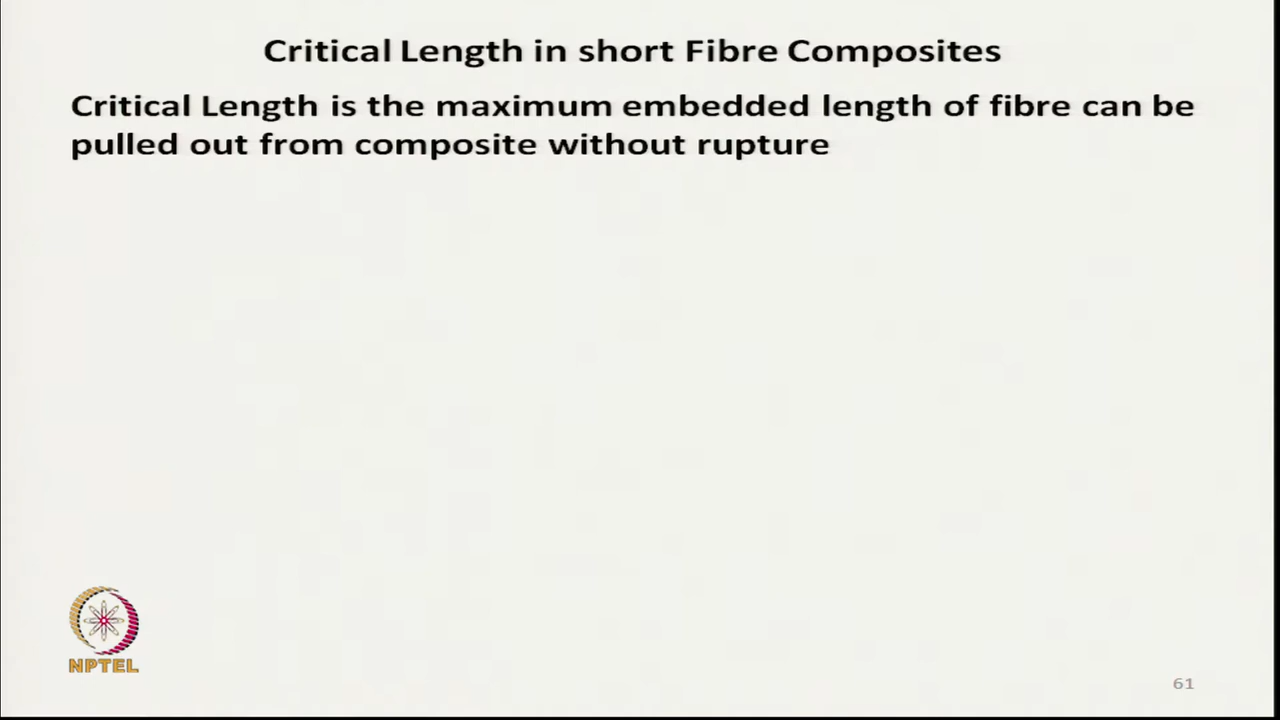 Critical Length in short Fibre Composites
Critical Length is the maximum embedded length of fibre can be
pulled out from composite without rupture
NPTEL
61